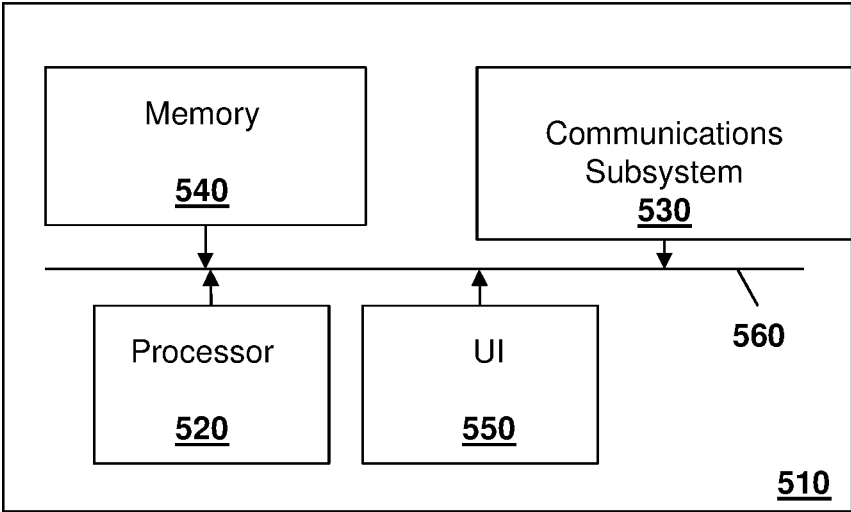 Memory
540
Communications
Subsystem
530
560
Processor
520
UI
550
510